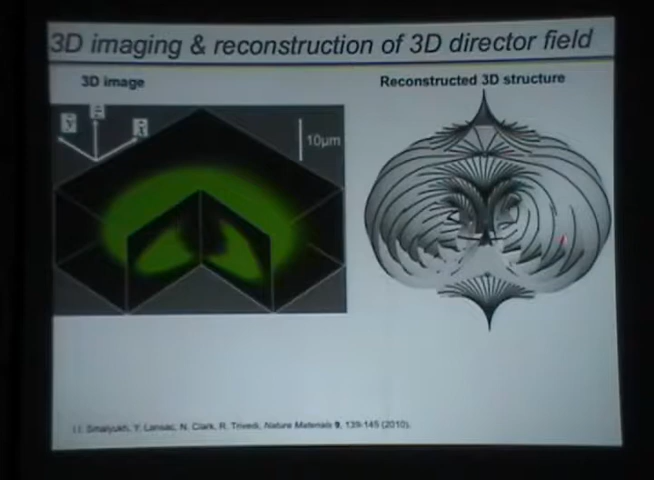 3D imaging & reconstruction of 3D director field
3D image
Reconstructed 3D structure
10μm
I.I. Smalyukh, Y. Lansac, N. Clark, R. Trivedi, Nature Materials 9, 139-145 (2010).